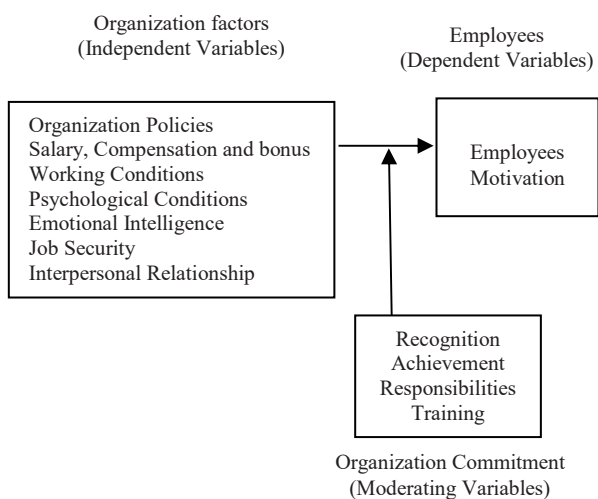 Organization factors
(Independent Variables)
Employees
(Dependent Variables)
Organization Policies
Salary, Compensation and bonus
Working Conditions
Psychological Conditions
Emotional Intelligence
Job Security
Interpersonal Relationship
Employees
Motivation
Recognition
Achievement
Responsibilities
Training
Organization Commitment
(Moderating Variables)